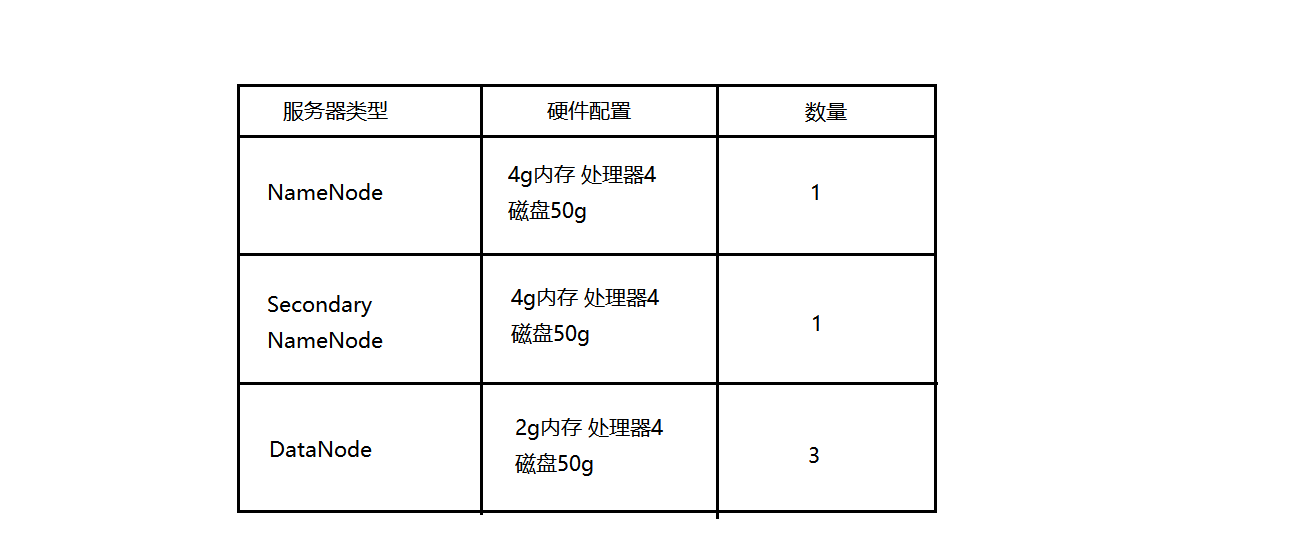 服务器类型
硬件配置
数量
NameNode
4g内存 处理器4
磁盘50g
1
Secondary
NameNode
4g内存 处理器4
磁盘50g
1
DataNode
2g内存 处理器4
磁盘50g
3